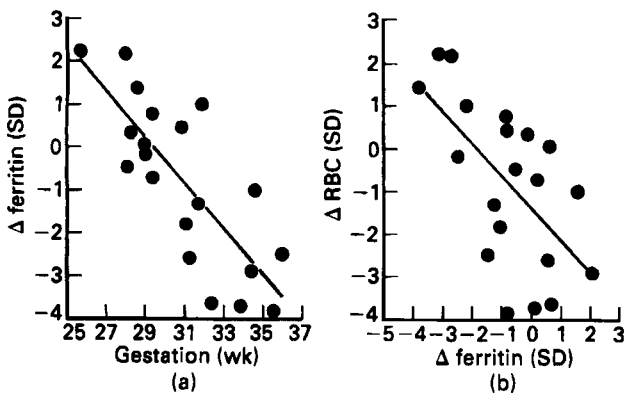 Δ ferritin (SD)
3
2
1
0
−1
−2
−3
−4
25 27 29 31 33 35 37
Gestation (wk)
(a)
Δ RBC (SD)
3
2
1
0
−1
−2
−3
−4
−5 −4 −3 −2 −1 0 1 2 3
Δ ferritin (SD)
(b)